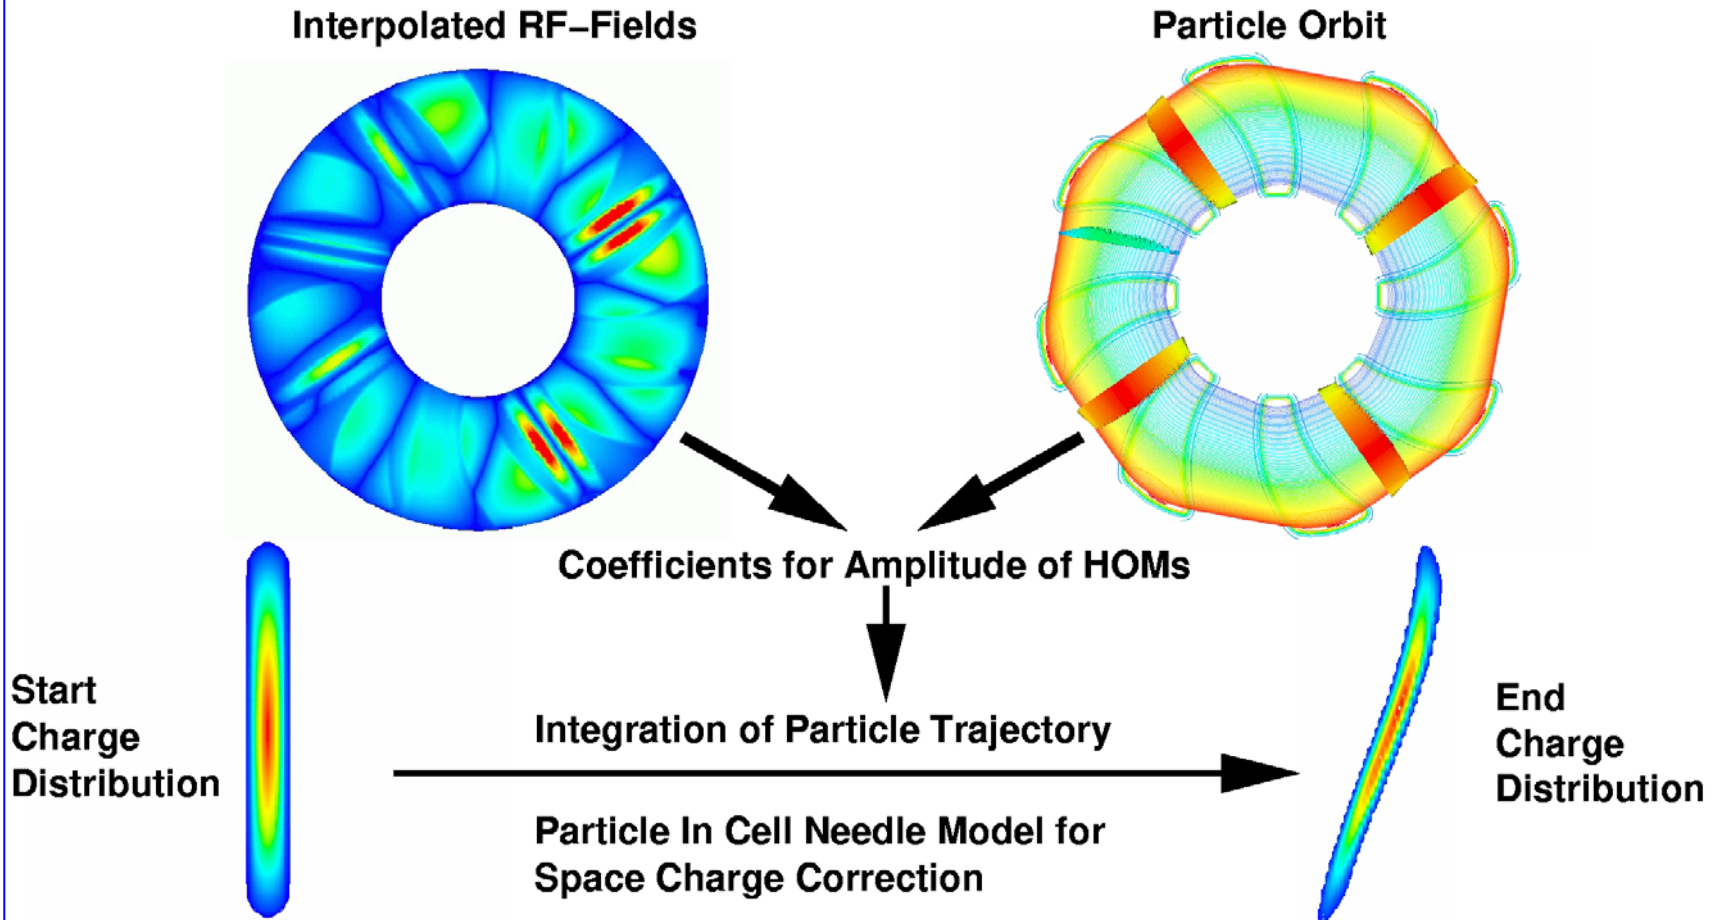 Interpolated RF–Fields
Particle Orbit
Coefficients for Amplitude of HOMs
Start
Charge
Distribution
Integration of Particle Trajectory
Particle In Cell Needle Model for
Space Charge Correction
End
Charge
Distribution